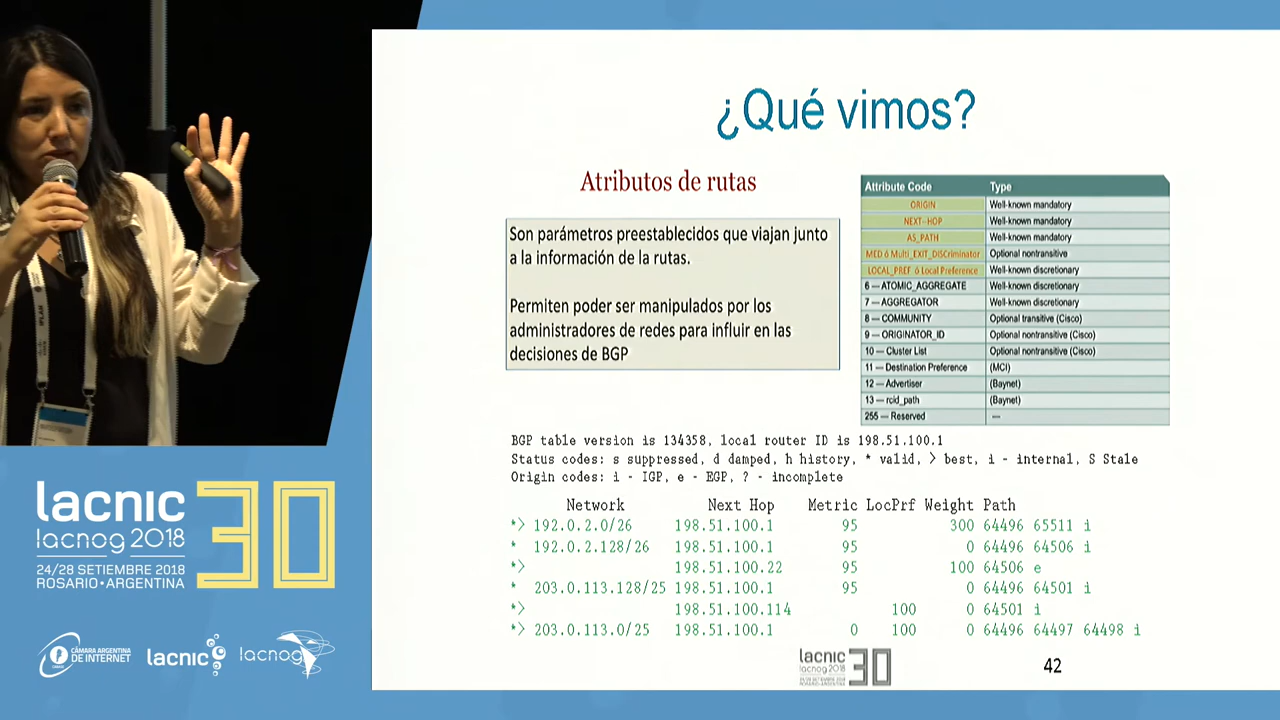 ¿Qué vimos?
Atributos de rutas
Son parámetros preestablecidos que viajan junto
a la información de la rutas.
Permiten poder ser manipulados por los
administradores de redes para influir en las
decisiones de BGP
Attribute Code Type
ORIGIN Well-known mandatory
NEXT-HOP Well-known mandatory
AS_PATH Well-known mandatory
MED ó Multi_EXIT_DISCriminator Optional nontransitive
LOCAL_PREF ó Local Preference Well-known discretionary
6 — ATOMIC_AGGREGATE Well-known discretionary
7 — AGGREGATOR Well-known discretionary
8 — COMMUNITY Optional transitive (Cisco)
9 — ORIGINATOR_ID Optional nontransitive (Cisco)
10 — Cluster List Optional nontransitive (Cisco)
11 — Destination Preference (MCI)
12 — Advertiser (Baynet)
13 — rcid_path (Baynet)
255 — Reserved —
BGP table version is 134358, local router ID is 198.51.100.1
Status codes: s suppressed, d damped, h history, * valid, > best, i - internal, S Stale
Origin codes: i - IGP, e - EGP, ? - incomplete
Network Next Hop Metric LocPrf Weight Path
*> 192.0.2.0/26 198.51.100.1 95 300 64496 65511 i
* 192.0.2.128/26 198.51.100.1 95 0 64496 64506 i
*> 198.51.100.22 95 100 64506 e
* 203.0.113.128/25 198.51.100.1 95 0 64496 64501 i
*> 198.51.100.114 100 0 64501 i
*> 203.0.113.0/25 198.51.100.1 0 100 0 64496 64497 64498 i
lacnic 30
lacnog 2018
42
lacnic 30
lacnog 2018
24/28 SETIEMBRE 2018
ROSARIO • ARGENTINA
CÁMARA ARGENTINA
DE INTERNET
lacnic
lacnog